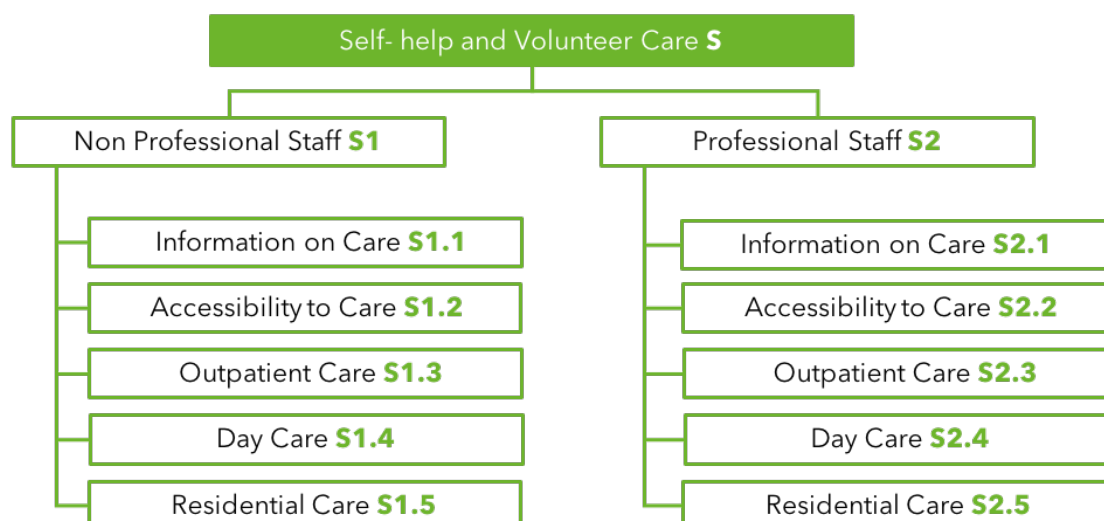 Self- help and Volunteer Care S
Non Professional Staff S1
Information on Care S1.1
Accessibility to Care S1.2
Outpatient Care S1.3
Day Care S1.4
Residential Care S1.5
Professional Staff S2
Information on Care S2.1
Accessibility to Care S2.2
Outpatient Care S2.3
Day Care S2.4
Residential Care S2.5